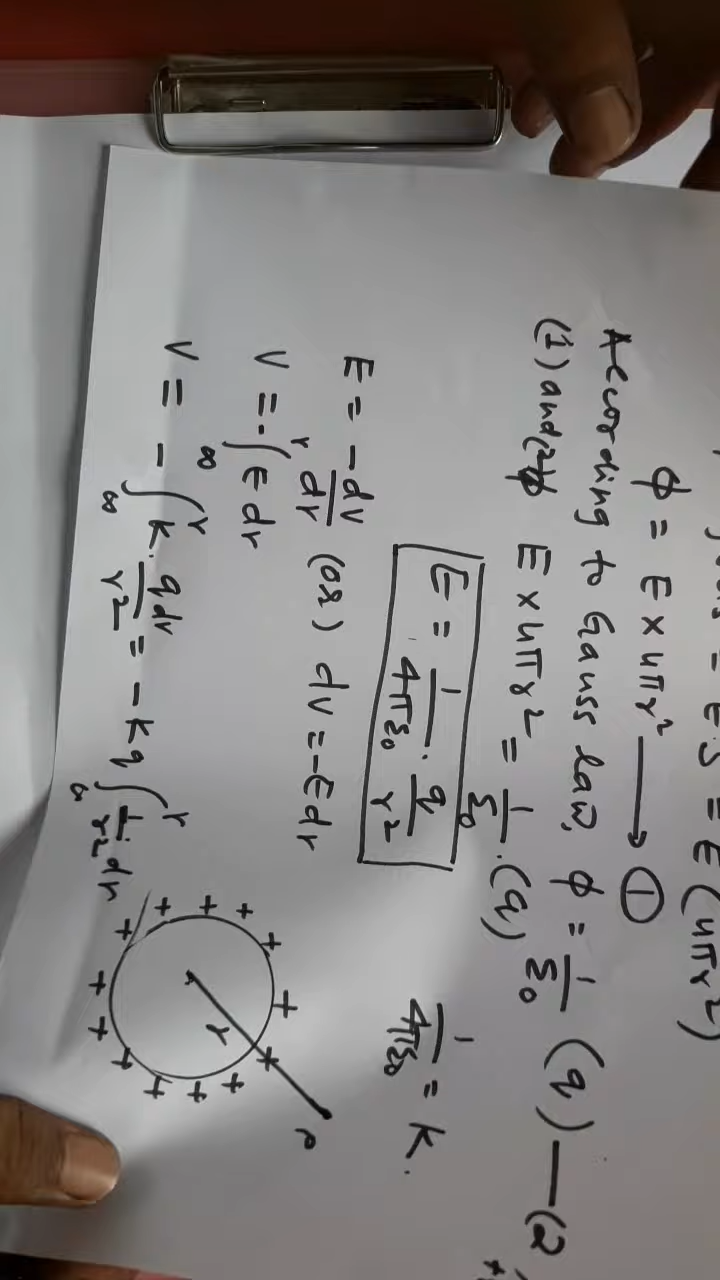 = E.S = E (4πr²)
ϕ = E × 4πr² ⟶ ①
According to Gauss law, ϕ = 1/ε₀ (q) — (2
(1) and (2) E × 4πr² = 1/ε₀ . (q)
E = 1/4πε₀ . q/r²
1/4πε₀ = K.
E = -dv/dr (or) dv = -E dr
V = -∫∞^r E dr
V = -∫∞^r K. q dr/r² = -Kq ∫∞^r 1/r² dr
r
P
+ + + + + + + + + + + + +